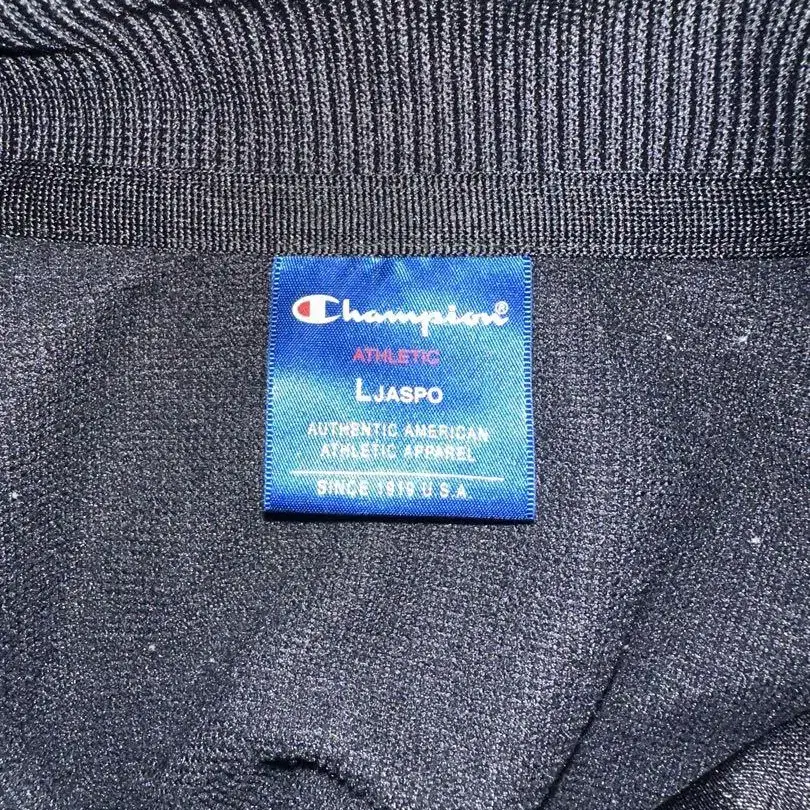 Champion®
ATHLETIC
L JASPO
AUTHENTIC AMERICAN
ATHLETIC APPAREL
SINCE 1919 U.S.A.